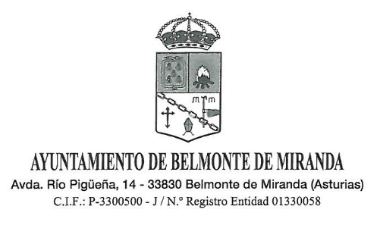 AYUNTAMIENTO DE BELMONTE DE MIRANDA
Avda. Río Pigüeña, 14 - 33830 Belmonte de Miranda (Asturias)
C.I.F.: P-3300500 - J / N.º Registro Entidad 01330058